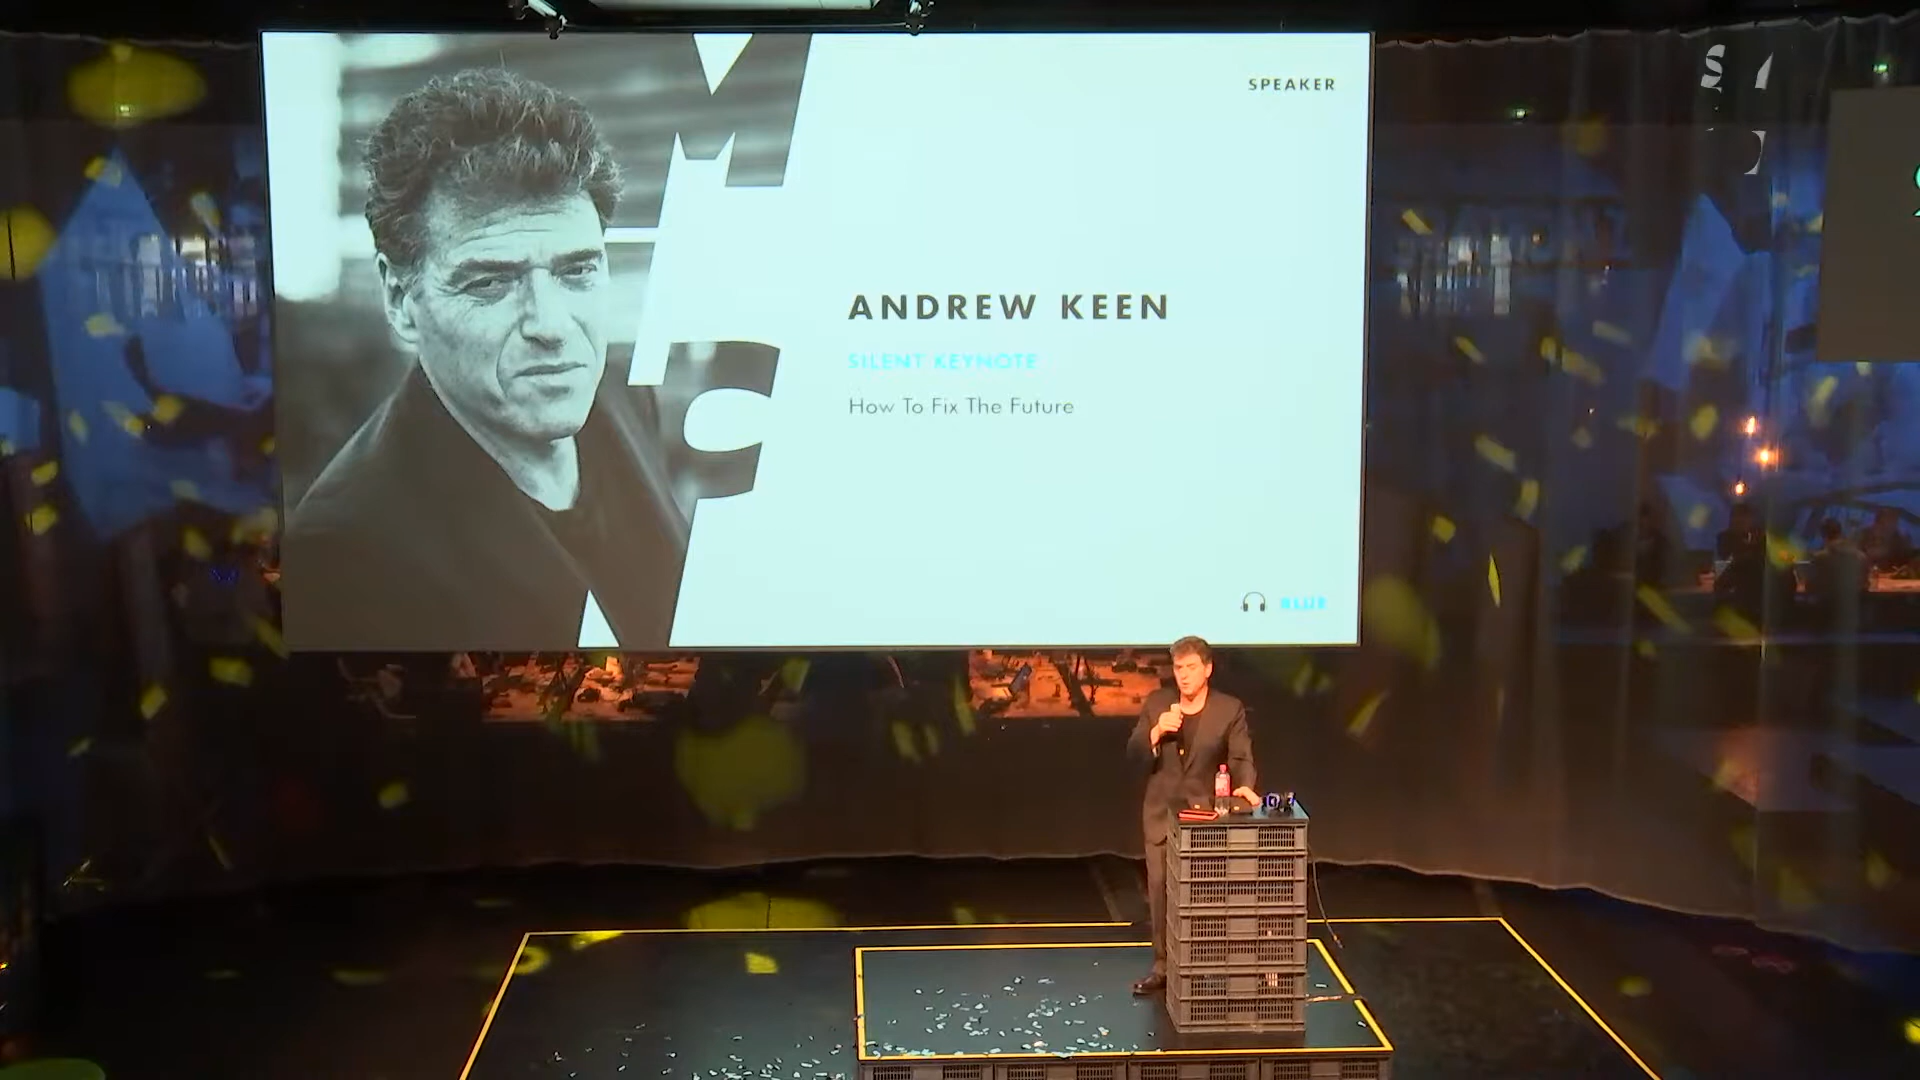 SPEAKER
ANDREW KEEN
SILENT KEYNOTE
How To Fix The Future
BLUE